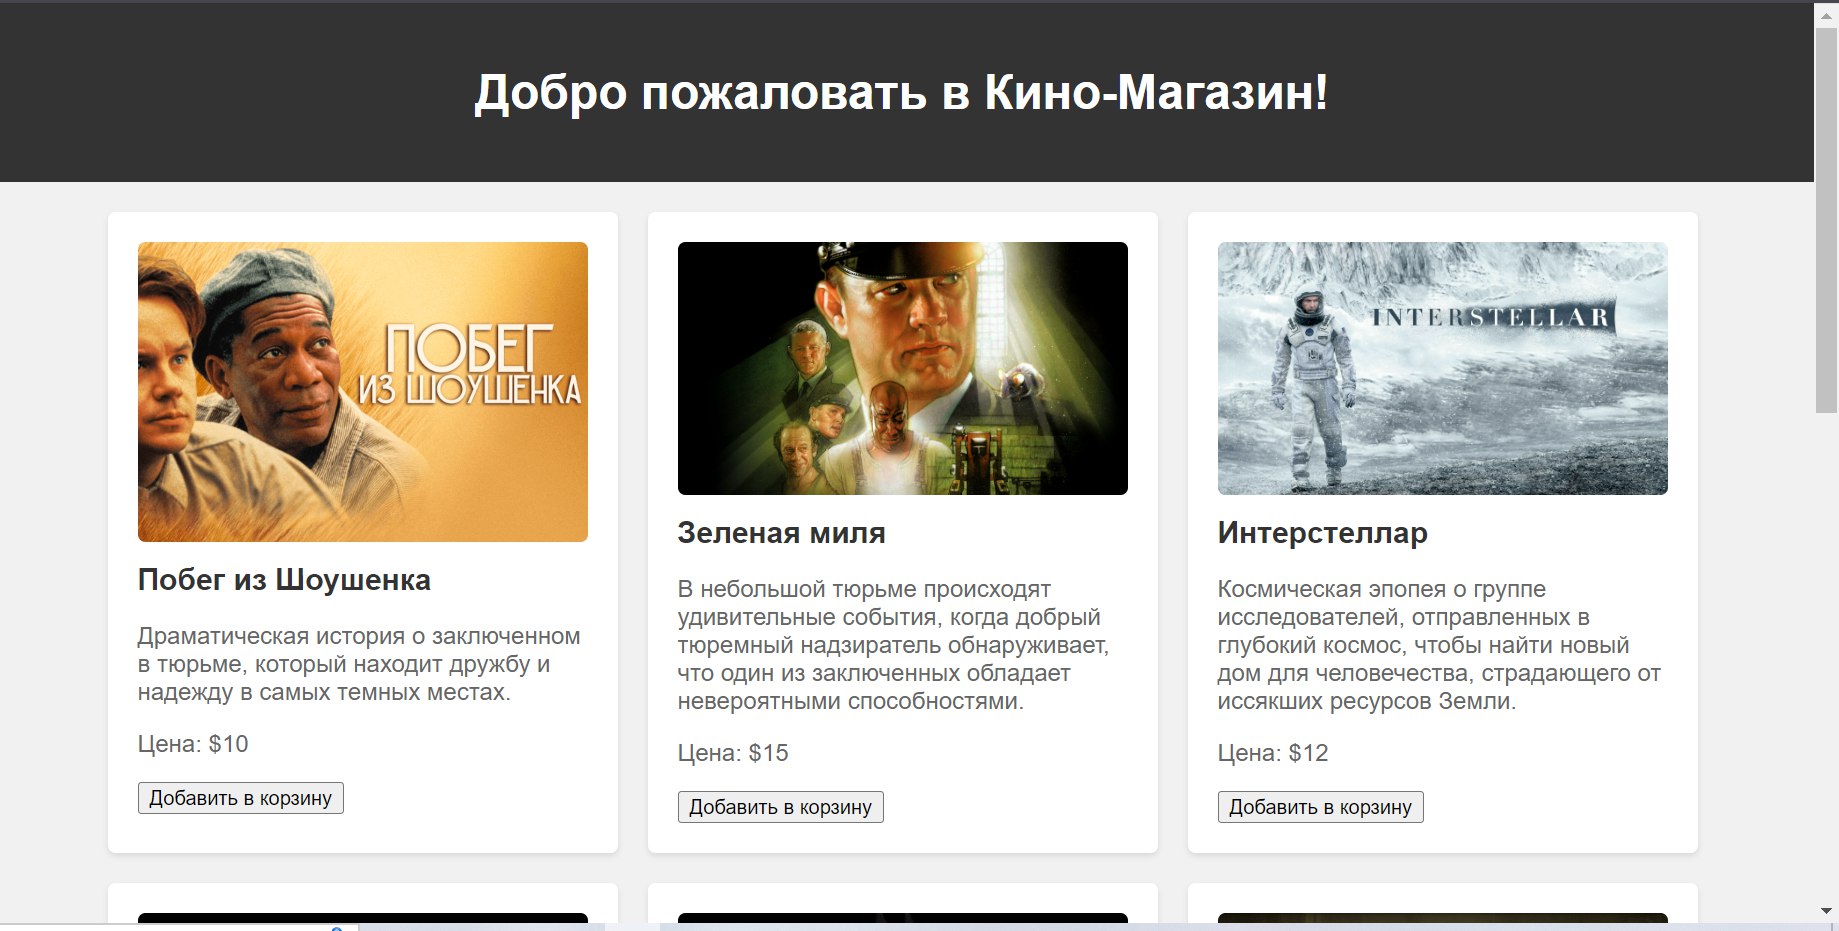 Добро пожаловать в Кино-Магазин!
ПОБЕГ
ИЗ ШОУШЕНКА
Побег из Шоушенка
Драматическая история о заключенном
в тюрьме, который находит дружбу и
надежду в самых темных местах.
Цена: $10
Добавить в корзину
Зеленая миля
В небольшой тюрьме происходят
удивительные события, когда добрый
тюремный надзиратель обнаруживает,
что один из заключенных обладает
невероятными способностями.
Цена: $15
Добавить в корзину
INTERSTELLAR
Интерстеллар
Космическая эпопея о группе
исследователей, отправленных в
глубокий космос, чтобы найти новый
дом для человечества, страдающего от
иссякших ресурсов Земли.
Цена: $12
Добавить в корзину